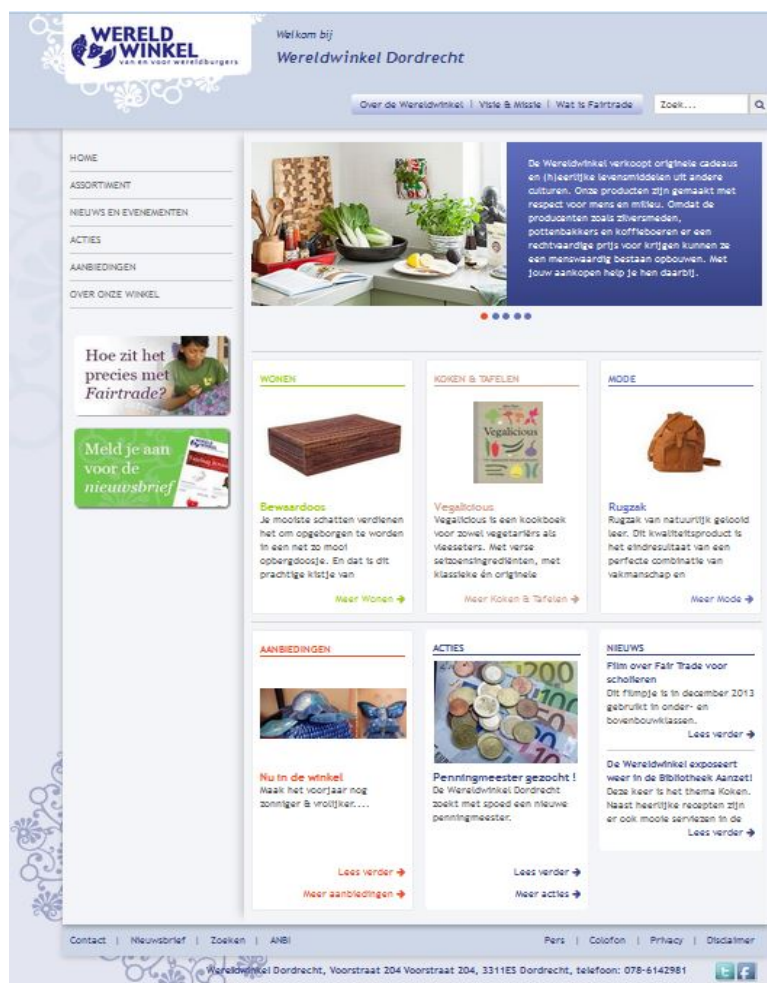 WERELD
WINKEL
van en voor wereldburgers
Welkom bij
Wereldwinkel Dordrecht
Over de Wereldwinkel | Visie & Missie | Wat is Fairtrade
Zoek...
HOME
ASSORTIMENT
NIEUWS EN EVENEMENTEN
ACTIES
AANBIEDINGEN
OVER ONZE WINKEL
Hoe zit het
precies met
Fairtrade?
Meld je aan
voor de
nieuwsbrief
De Wereldwinkel verkoopt originele cadeaus
en (h)eerlijke levensmiddelen uit andere
culturen. Onze producten zijn gemaakt met
respect voor mens en milieu. Omdat de
producenten zoals zilversmeden,
pottenbakkers en koffieboeren er een
rechtvaardige prijs voor krijgen kunnen ze
een menswaardig bestaan opbouwen. Met
jouw aankopen help je hen daarbij.
WONEN
Bewaardoos
Je mooiste schatten verdienen
het om opgeborgen te worden
in een net zo mooi
opbergdoosje. En dat is dit
prachtige kistje van
Meer Wonen
KOKEN & TAFELEN
Vegalicious
Vegalicious
Vegalicious is een kookboek
voor zowel vegetariërs als
vleeseters. Met verse
seizoensingrediënten, met
klassieke én originele
Meer Koken & Tafelen
MODE
Rugzak
Rugzak van natuurlijk gelooid
leer. Dit kwaliteitsproduct is
het eindresultaat van een
perfecte combinatie van
vakmanschap en
Meer Mode
AANBIEDINGEN
Nu in de winkel
Maak het voorjaar nog
zonniger & vrolijker....
Lees verder
Meer aanbiedingen
ACTIES
200
100
50
Penningmeester gezocht !
De Wereldwinkel Dordrecht
zoekt met spoed een nieuwe
penningmeester.
Lees verder
Meer acties
NIEUWS
Film over Fair Trade voor
scholieren
Dit filmpje is in december 2013
gebruikt in onder- en
bovenbouwklassen.
Lees verder
De Wereldwinkel exposeert
weer in de Bibliotheek Aanzet!
Deze keer is het thema Koken.
Naast heerlijke recepten zijn
er ook mooie serviezen in de
Lees verder
Contact | Nieuwsbrief | Zoeken | ANBI
Pers | Colofon | Privacy | Disclaimer
Wereldwinkel Dordrecht, Voorstraat 204 Voorstraat 204, 3311ES Dordrecht, telefoon: 078-6142981